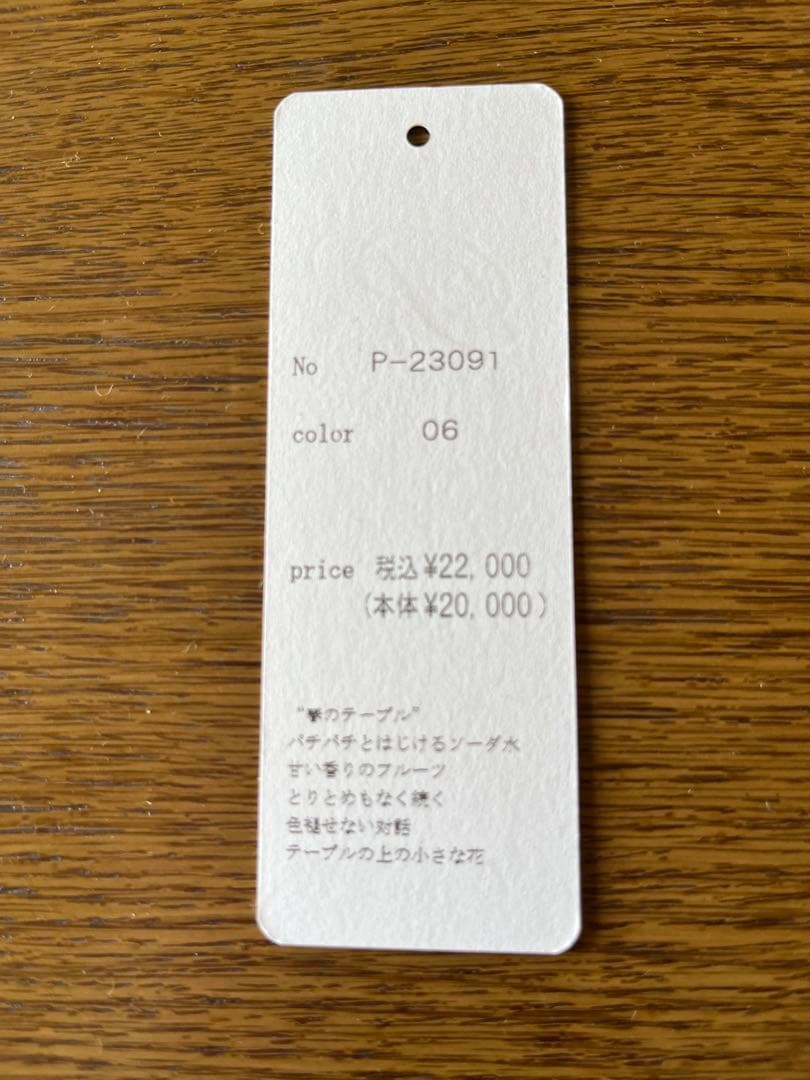 No P-23091
color 06
price 税込¥22,000
(本体¥20,000)
のテーブル”
パチパチとはじけるソーダ水
甘い香りのフルーツ
とりとめもなく続く
色褪せない対話
テーブルの上の小さな花